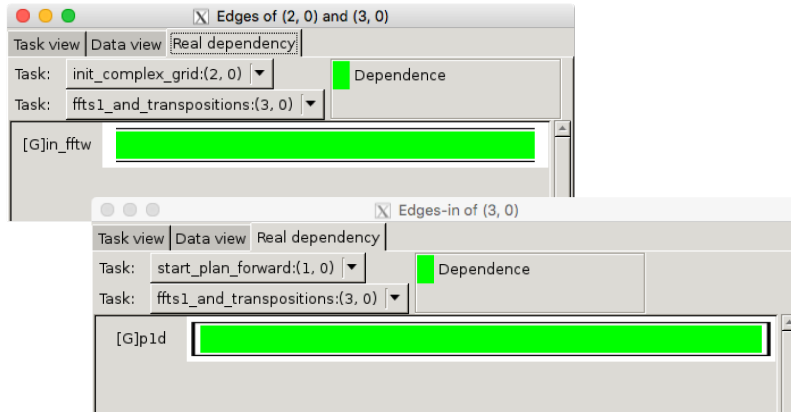 Edges of (2, 0) and (3, 0)
Task view Data view Real dependency
Task: init_complex_grid:(2, 0) Dependence
Task: ffts1_and_transpositions:(3, 0)
[G]in_fftw
Edges-in of (3, 0)
Task view Data view Real dependency
Task: start_plan_forward:(1, 0) Dependence
Task: ffts1_and_transpositions:(3, 0)
[G]p1d